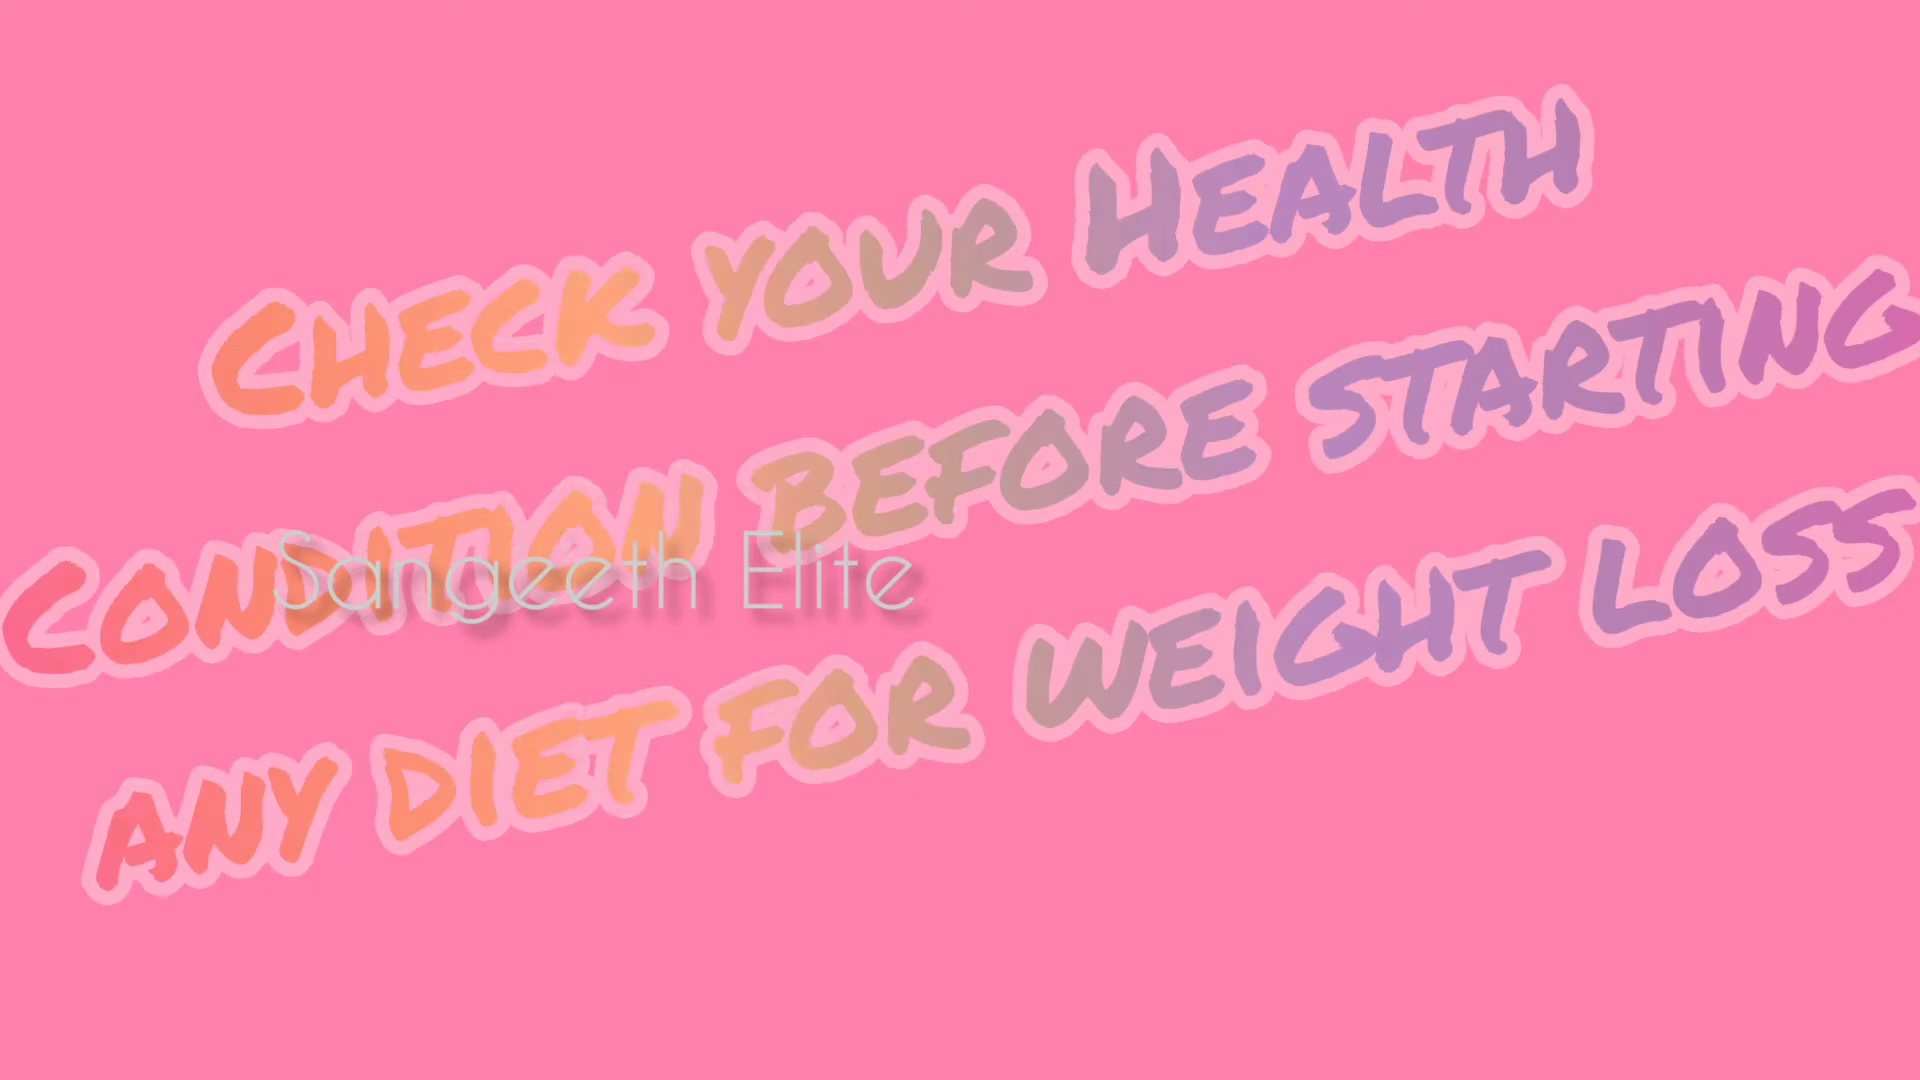 Check your Health
Condition before starting
any diet for weight loss
Sangeeth Elite